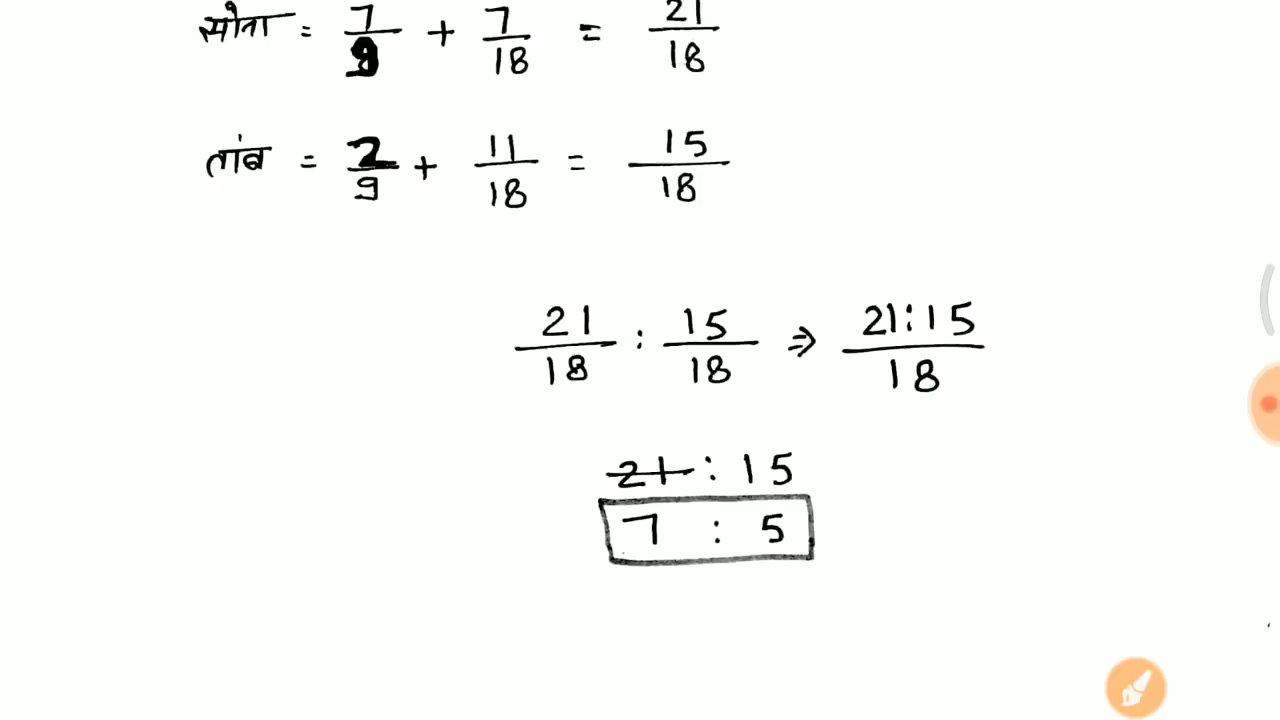 सोना = 7/9 + 7/18 = 21/18
तांब = 2/9 + 11/18 = 15/18
21/18 : 15/18 ⇒ 21:15/18
21 : 15
7 : 5